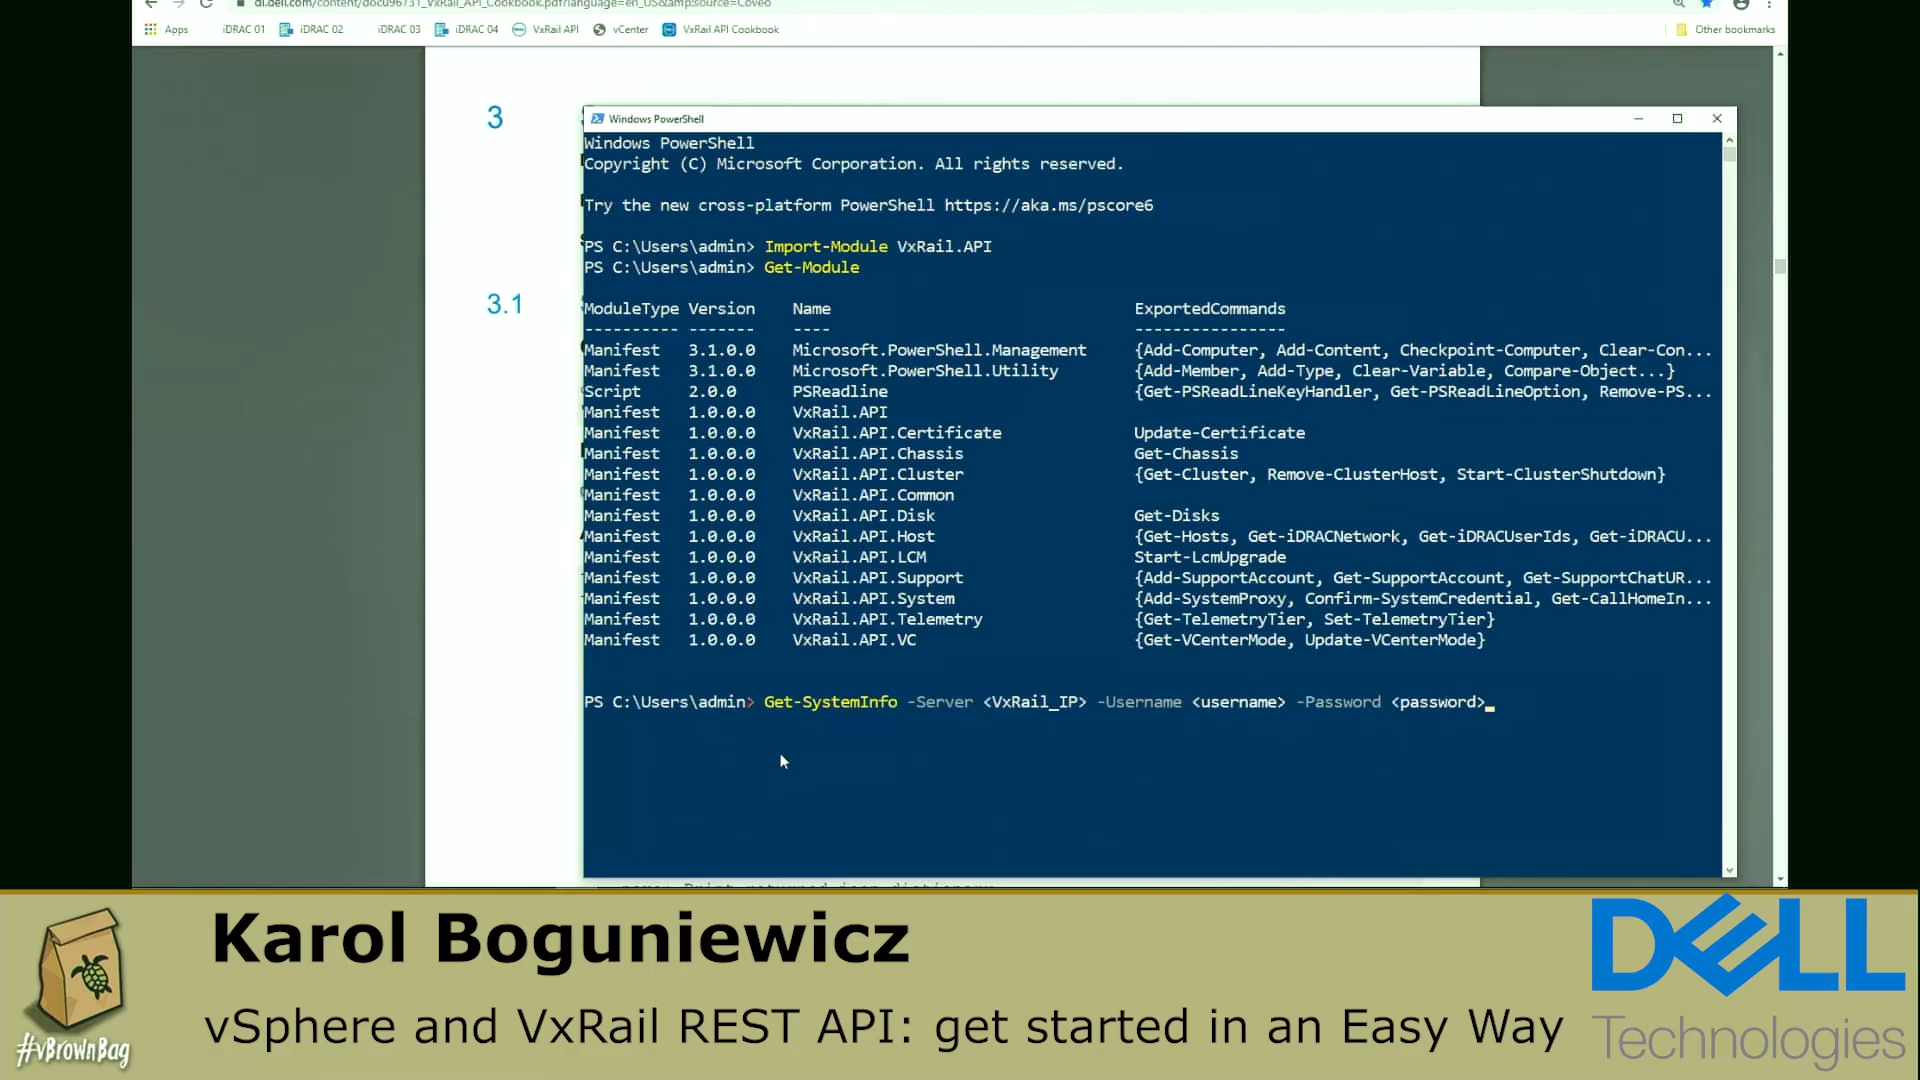 dl.dell.com/content/docu96731_VxRail_API_Cookbook.pdf?language=en_US&amp;source=Coveo
Apps iDRAC 01 iDRAC 02 iDRAC 03 iDRAC 04 VxRail API vCenter VxRail API Cookbook Other bookmarks
3
3.1
Windows PowerShell
Windows PowerShell
Copyright (C) Microsoft Corporation. All rights reserved.
Try the new cross-platform PowerShell https://aka.ms/pscore6
PS C:\Users\admin> Import-Module VxRail.API
PS C:\Users\admin> Get-Module
ModuleType Version Name ExportedCommands
---------- ------- ---- ----------------
Manifest 3.1.0.0 Microsoft.PowerShell.Management {Add-Computer, Add-Content, Checkpoint-Computer, Clear-Con...
Manifest 3.1.0.0 Microsoft.PowerShell.Utility {Add-Member, Add-Type, Clear-Variable, Compare-Object...}
Script 2.0.0 PSReadline {Get-PSReadLineKeyHandler, Get-PSReadLineOption, Remove-PS...
Manifest 1.0.0.0 VxRail.API
Manifest 1.0.0.0 VxRail.API.Certificate Update-Certificate
Manifest 1.0.0.0 VxRail.API.Chassis Get-Chassis
Manifest 1.0.0.0 VxRail.API.Cluster {Get-Cluster, Remove-ClusterHost, Start-ClusterShutdown}
Manifest 1.0.0.0 VxRail.API.Common
Manifest 1.0.0.0 VxRail.API.Disk Get-Disks
Manifest 1.0.0.0 VxRail.API.Host {Get-Hosts, Get-iDRACNetwork, Get-iDRACUserIds, Get-iDRACU...
Manifest 1.0.0.0 VxRail.API.LCM Start-LcmUpgrade
Manifest 1.0.0.0 VxRail.API.Support {Add-SupportAccount, Get-SupportAccount, Get-SupportChatUR...
Manifest 1.0.0.0 VxRail.API.System {Add-SystemProxy, Confirm-SystemCredential, Get-CallHomeIn...
Manifest 1.0.0.0 VxRail.API.Telemetry {Get-TelemetryTier, Set-TelemetryTier}
Manifest 1.0.0.0 VxRail.API.VC {Get-VCenterMode, Update-VCenterMode}
PS C:\Users\admin> Get-SystemInfo -Server <VxRail_IP> -Username <username> -Password <password>
Karol Boguniewicz
vSphere and VxRail REST API: get started in an Easy Way
#vBrownBag
DELL
Technologies